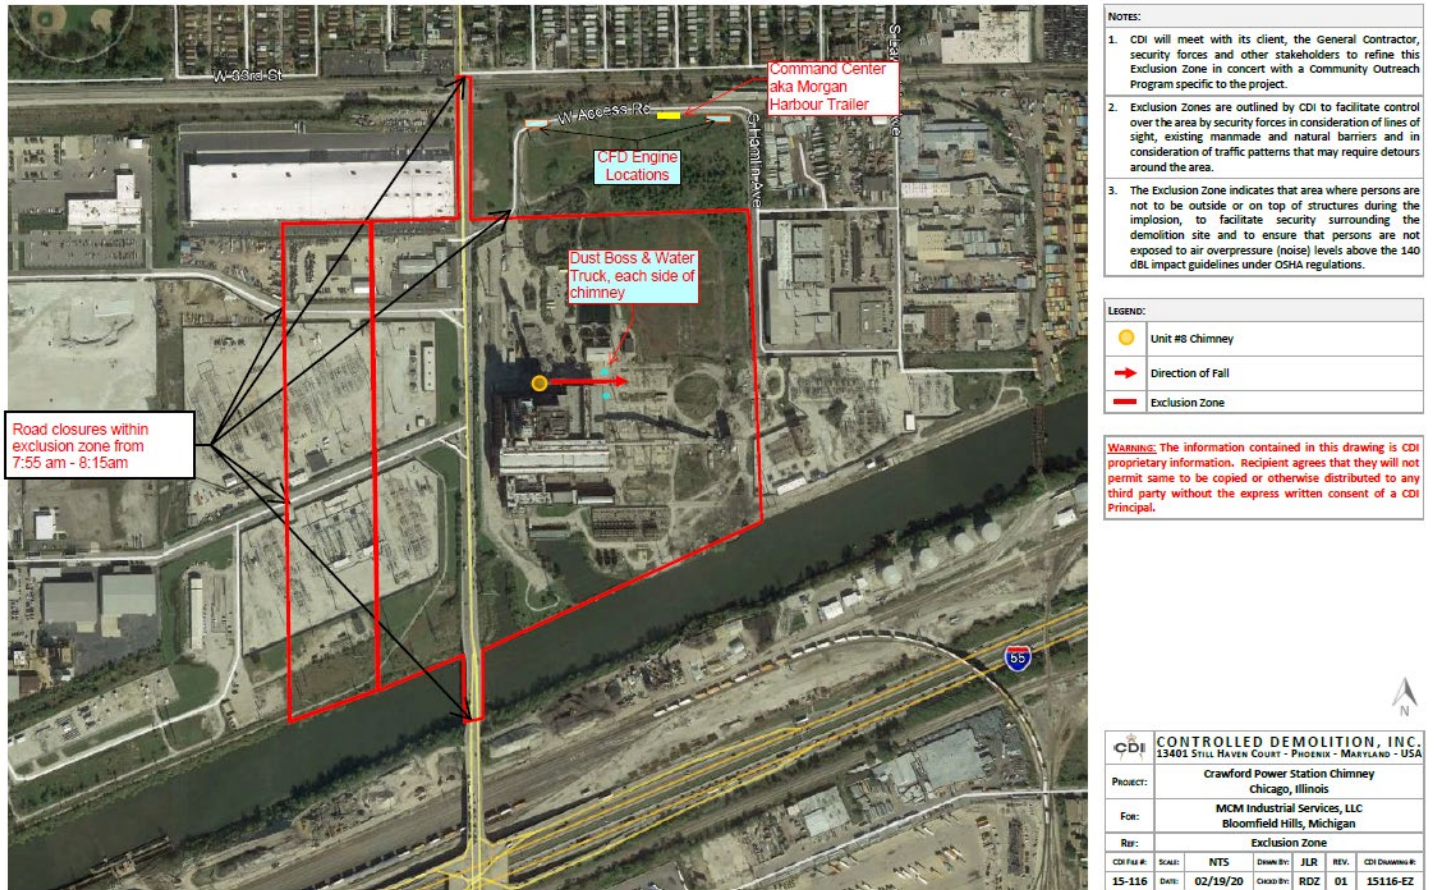 W 33rd St
Command Center
aka Morgan
Harbour Trailer
W Access Rd
CFD Engine
Locations
S Hamlin Ave
Dust Boss & Water
Truck, each side of
chimney
Road closures within
exclusion zone from
7:55 am - 8:15am
55
NOTES:
1. CDI will meet with its client, the General Contractor,
security forces and other stakeholders to refine this
Exclusion Zone in concert with a Community Outreach
Program specific to the project.
2. Exclusion Zones are outlined by CDI to facilitate control
over the area by security forces in consideration of lines of
sight, existing manmade and natural barriers and in
consideration of traffic patterns that may require detours
around the area.
3. The Exclusion Zone indicates that area where persons are
not to be outside or on top of structures during the
implosion, to facilitate security surrounding the
demolition site and to ensure that persons are not
exposed to air overpressure (noise) levels above the 140
dBL impact guidelines under OSHA regulations.
LEGEND:
Unit #8 Chimney
Direction of Fall
Exclusion Zone
WARNING: The information contained in this drawing is CDI
proprietary information. Recipient agrees that they will not
permit same to be copied or otherwise distributed to any
third party without the express written consent of a CDI
Principal.
N
CDI
CONTROLLED DEMOLITION, INC.
13401 STILL HAVEN COURT - PHOENIX - MARYLAND - USA
PROJECT: Crawford Power Station Chimney
Chicago, Illinois
FOR: MCM Industrial Services, LLC
Bloomfield Hills, Michigan
REF: Exclusion Zone
CDI FILE #: SCALE: NTS DRWN BY: JLR REV. CDI DRAWING #:
15-116 DATE: 02/19/20 CHCKD BY: RDZ 01 15116-EZ